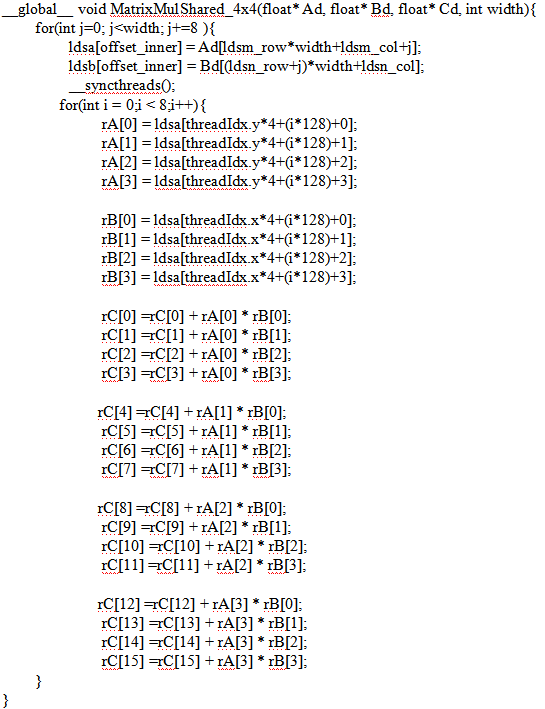 __global__ void MatrixMulShared_4x4(float* Ad, float* Bd, float* Cd, int width){
for(int j=0; j<width; j+=8 ){
ldsa[offset_inner] = Ad[ldsm_row*width+ldsm_col+j];
ldsb[offset_inner] = Bd[(ldsn_row+j)*width+ldsn_col];
__syncthreads();
for(int i = 0;i < 8;i++){
rA[0] = ldsa[threadIdx.y*4+(i*128)+0];
rA[1] = ldsa[threadIdx.y*4+(i*128)+1];
rA[2] = ldsa[threadIdx.y*4+(i*128)+2];
rA[3] = ldsa[threadIdx.y*4+(i*128)+3];
rB[0] = ldsa[threadIdx.x*4+(i*128)+0];
rB[1] = ldsa[threadIdx.x*4+(i*128)+1];
rB[2] = ldsa[threadIdx.x*4+(i*128)+2];
rB[3] = ldsa[threadIdx.x*4+(i*128)+3];
rC[0] =rC[0] + rA[0] * rB[0];
rC[1] =rC[1] + rA[0] * rB[1];
rC[2] =rC[2] + rA[0] * rB[2];
rC[3] =rC[3] + rA[0] * rB[3];
rC[4] =rC[4] + rA[1] * rB[0];
rC[5] =rC[5] + rA[1] * rB[1];
rC[6] =rC[6] + rA[1] * rB[2];
rC[7] =rC[7] + rA[1] * rB[3];
rC[8] =rC[8] + rA[2] * rB[0];
rC[9] =rC[9] + rA[2] * rB[1];
rC[10] =rC[10] + rA[2] * rB[2];
rC[11] =rC[11] + rA[2] * rB[3];
rC[12] =rC[12] + rA[3] * rB[0];
rC[13] =rC[13] + rA[3] * rB[1];
rC[14] =rC[14] + rA[3] * rB[2];
rC[15] =rC[15] + rA[3] * rB[3];
}
}